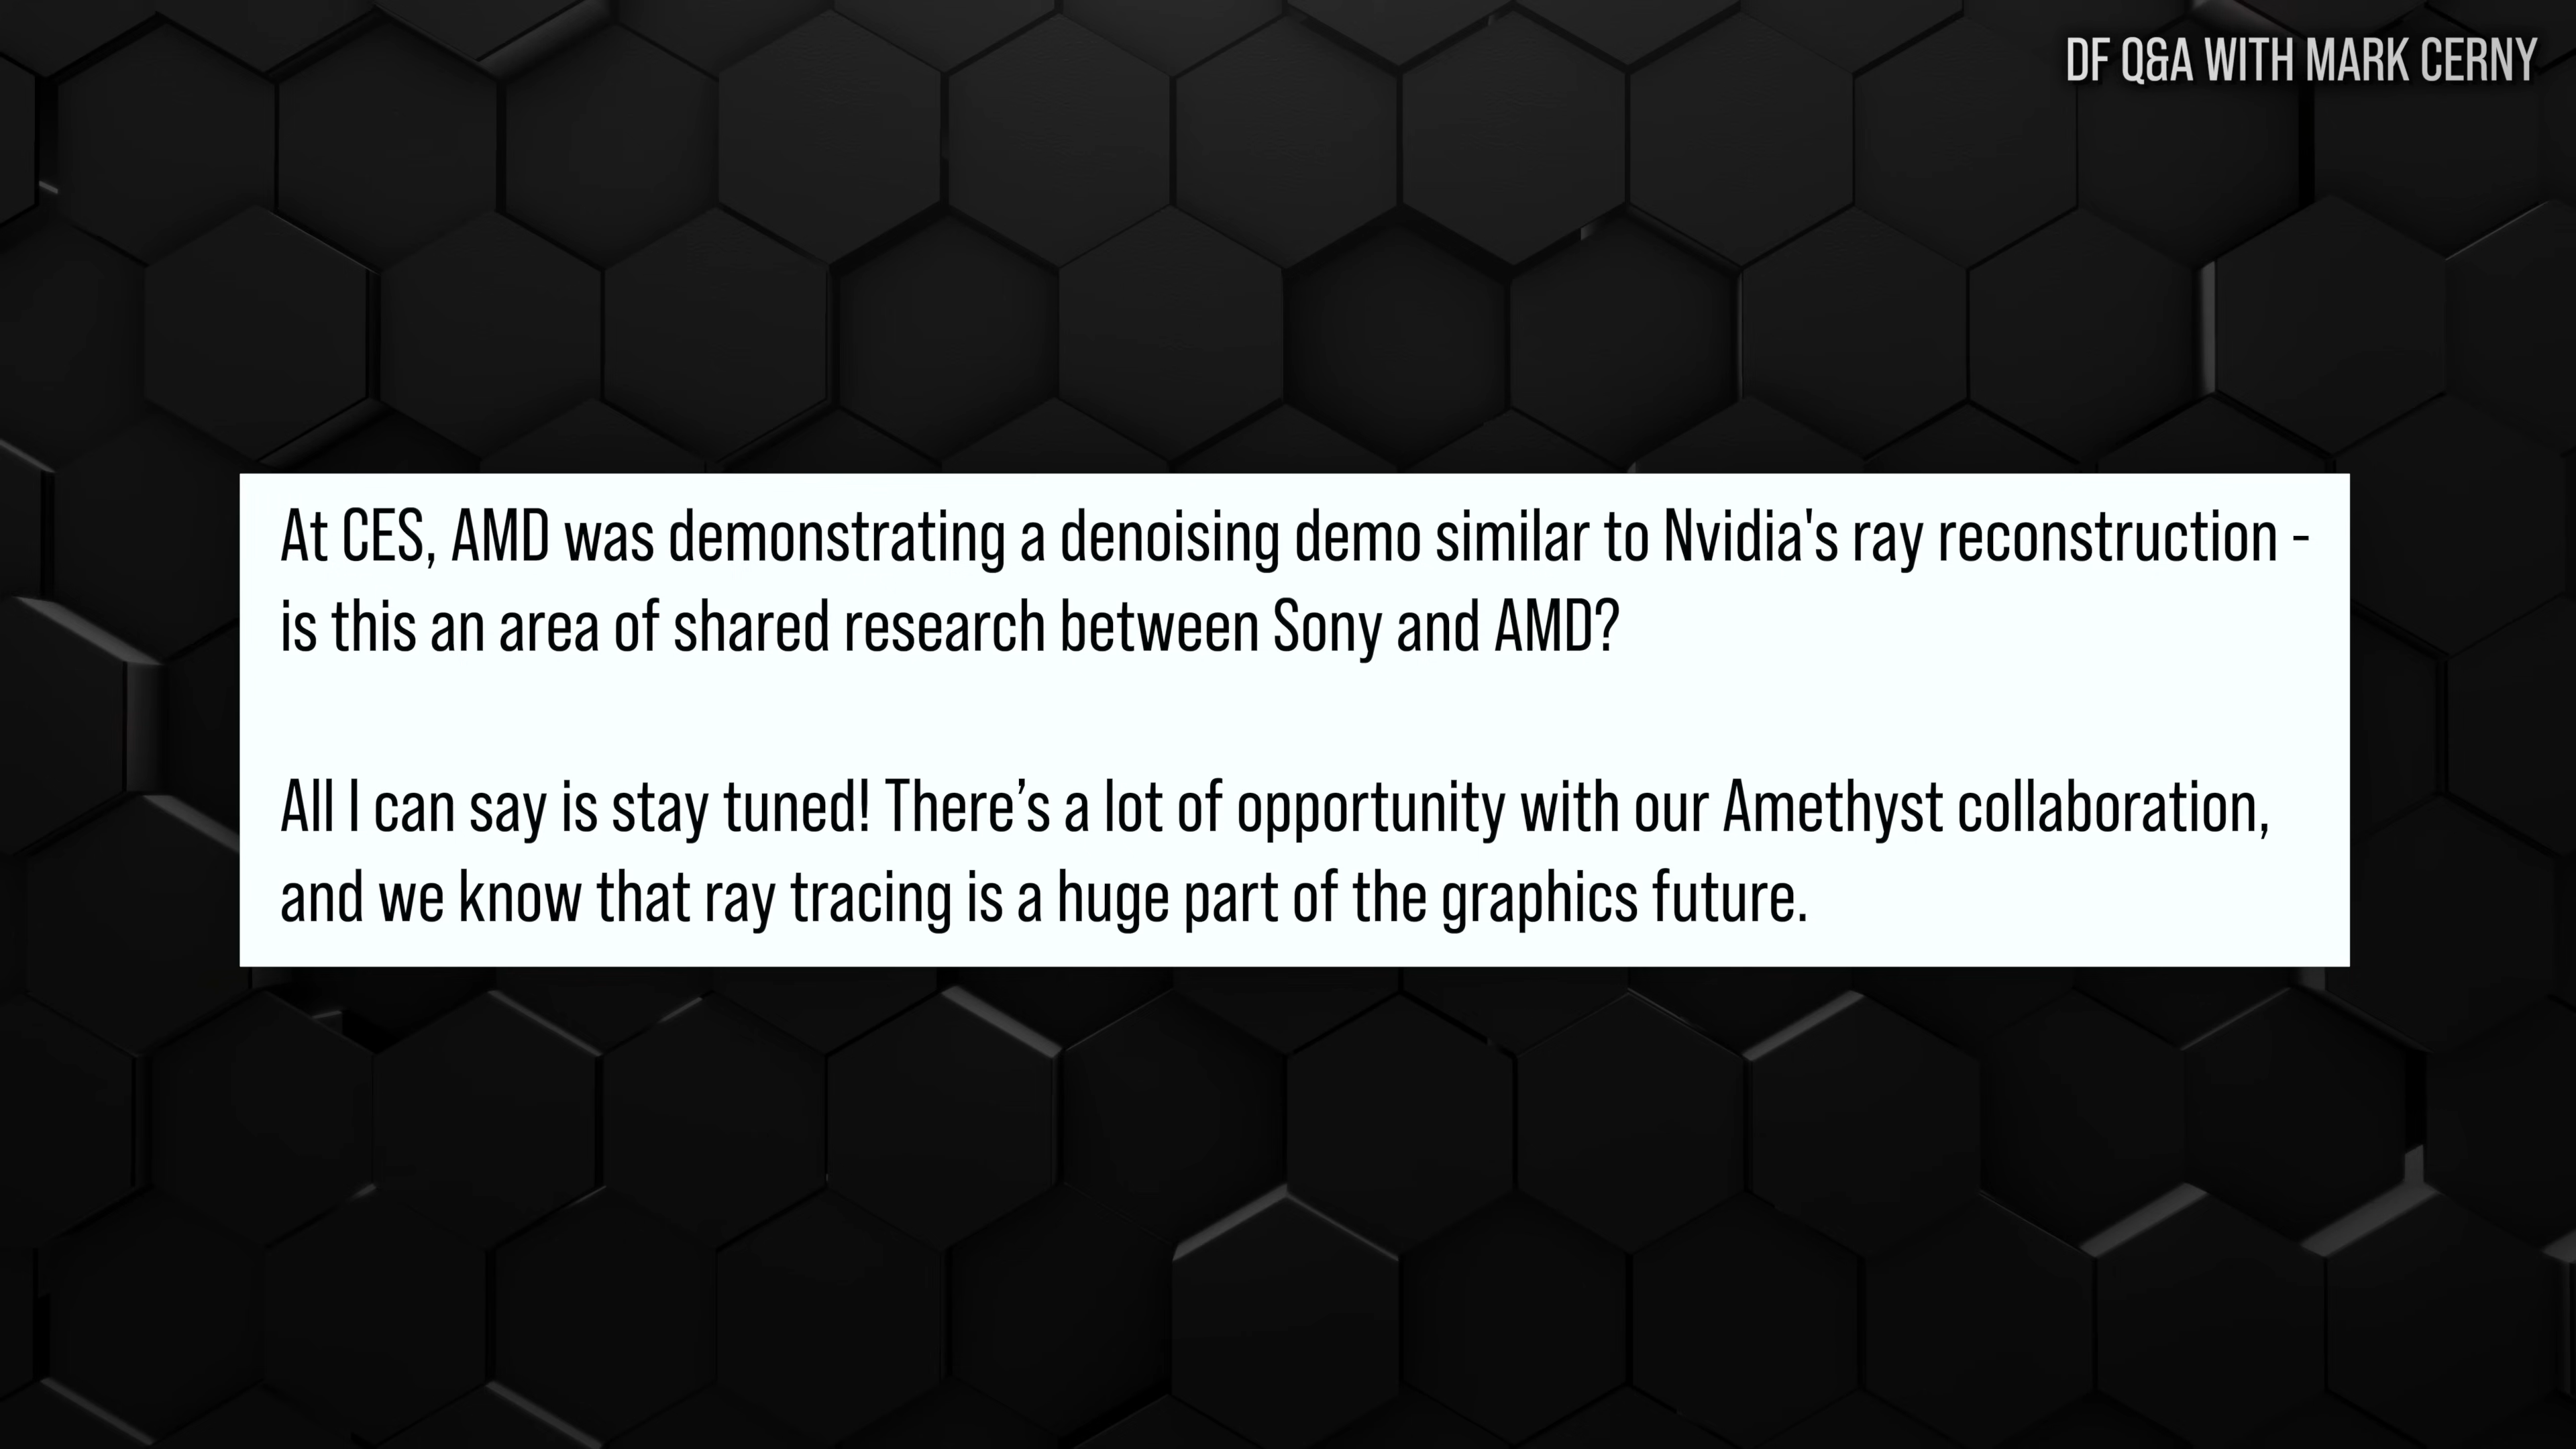 DF Q&A WITH MARK CERNY
At CES, AMD was demonstrating a denoising demo similar to Nvidia's ray reconstruction -
is this an area of shared research between Sony and AMD?
All I can say is stay tuned! There’s a lot of opportunity with our Amethyst collaboration,
and we know that ray tracing is a huge part of the graphics future.